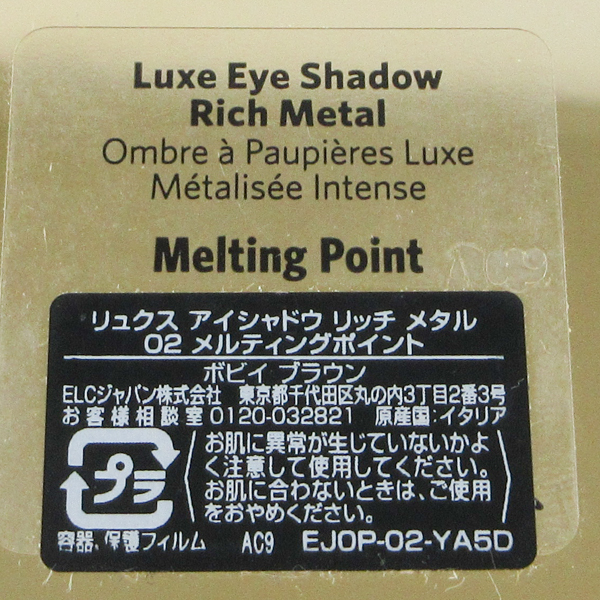 Luxe Eye Shadow
Rich Metal
Ombre à Paupières Luxe
Métalisée Intense
Melting Point
リュクス アイシャドウ リッチ メタル
02 メルティングポイント
ボビイ ブラウン
ELCジャパン株式会社 東京都千代田区丸の内3丁目2番3号
お客様相談室 0120-032821 原産国:イタリア
お肌に異常が生じていないかよ
く注意して使用してください。
お肌に合わないときは、ご使用
をおやめください。
プラ
容器、保護フィルム AC9 EJ0P-02-YA5D